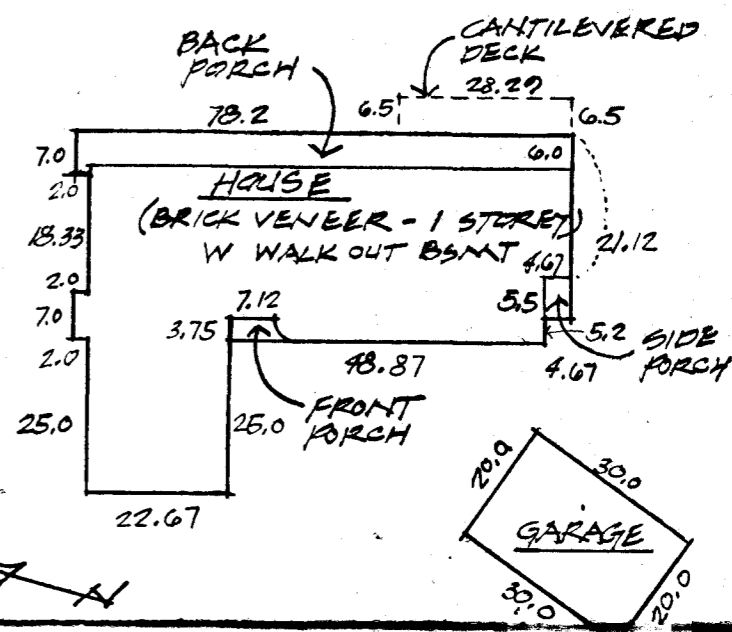 BACK
PORCH
CANTILEVERED
DECK
28.29
6.5
6.5
78.2
7.0
6.0
2.0
HOUSE
(BRICK VENEER - 1 STOREY)
W WALK OUT BSMT
18.33
21.12
4.67
2.0
5.5
7.12
7.0
3.75
5.2
SIDE
PORCH
2.0
48.87
4.67
25.0
25.0
FRONT
PORCH
22.67
20.0
30.0
GARAGE
30.0
20.0
N